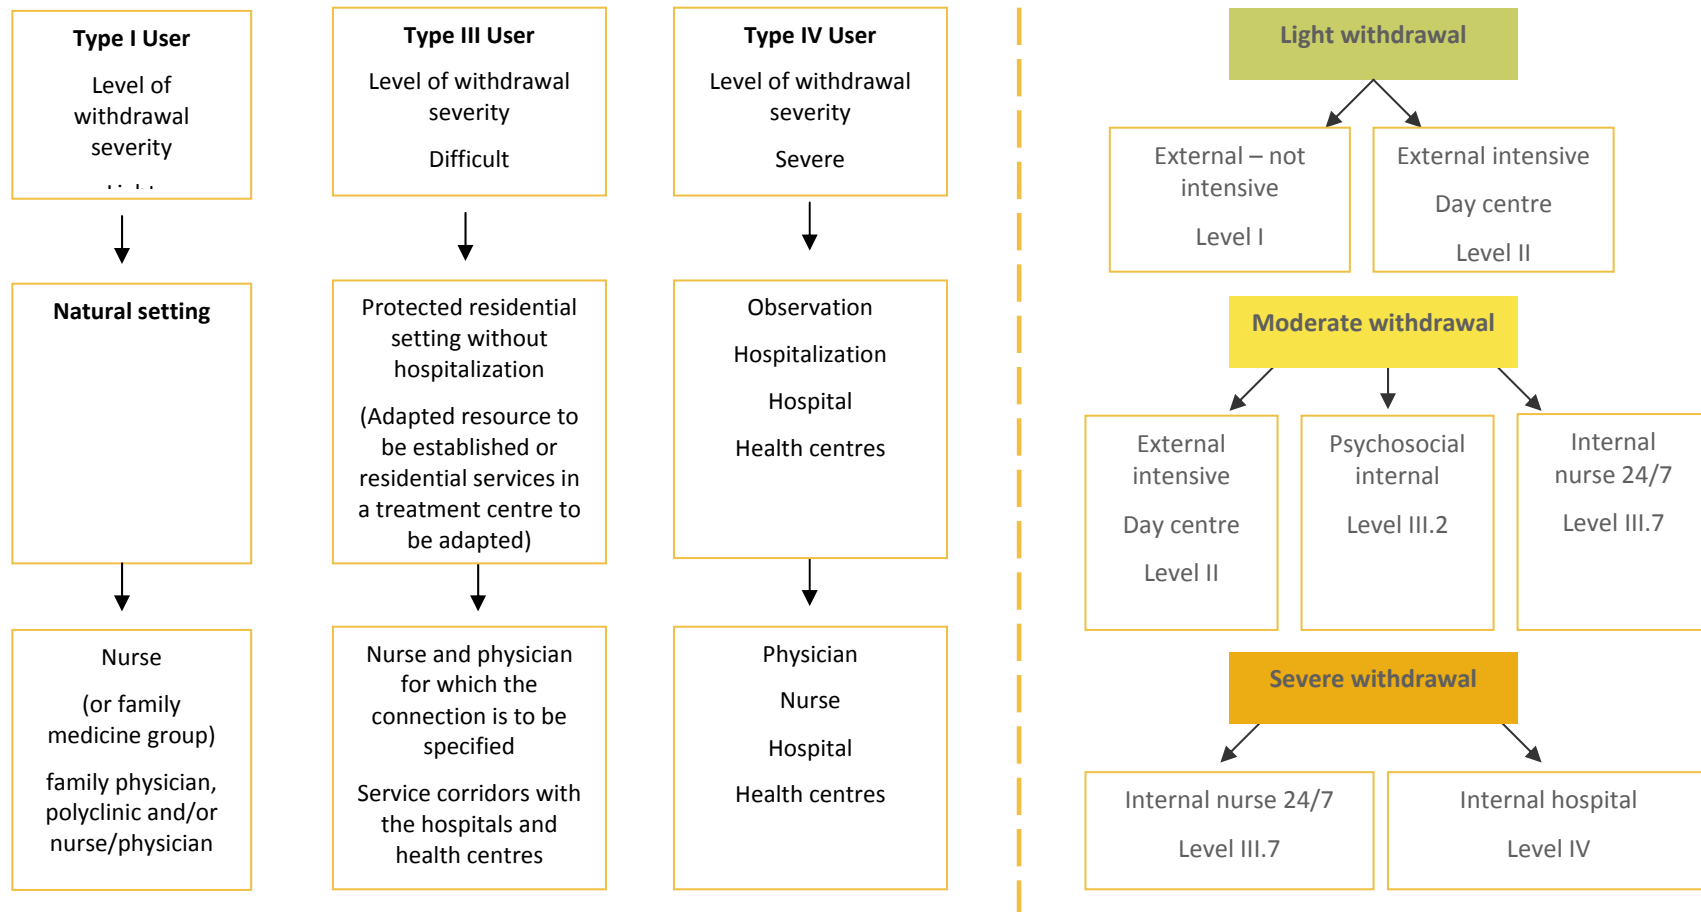 Type I User
Level of
withdrawal
severity
Natural setting
Nurse
(or family
medicine group)
family physician,
polyclinic and/or
nurse/physician
Type III User
Level of withdrawal
severity
Difficult
Protected residential
setting without
hospitalization
(Adapted resource to
be established or
residential services in
a treatment centre to
be adapted)
Nurse and physician
for which the
connection is to be
specified
Service corridors with
the hospitals and
health centres
Type IV User
Level of withdrawal
severity
Severe
Observation
Hospitalization
Hospital
Health centres
Physician
Nurse
Hospital
Health centres
Light withdrawal
External – not
intensive
Level I
External intensive
Day centre
Level II
Moderate withdrawal
External
intensive
Day centre
Level II
Psychosocial
internal
Level III.2
Internal
nurse 24/7
Level III.7
Severe withdrawal
Internal nurse 24/7
Level III.7
Internal hospital
Level IV